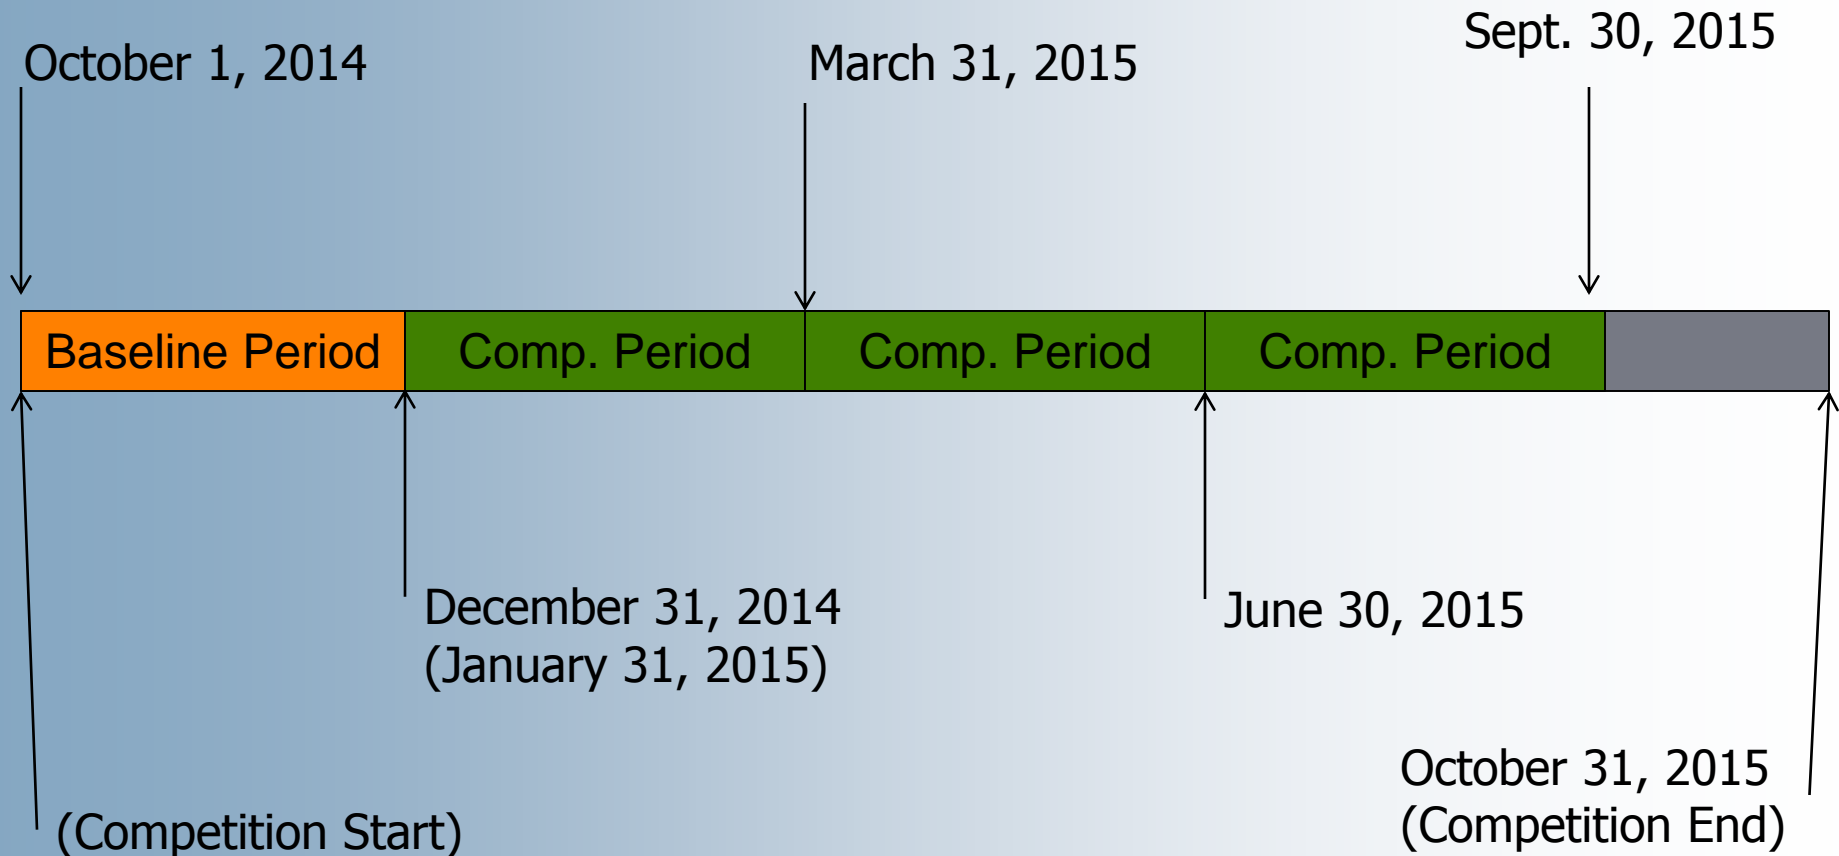 October 1, 2014
March 31, 2015
Sept. 30, 2015
Baseline Period
Comp. Period
Comp. Period
Comp. Period
December 31, 2014
(January 31, 2015)
June 30, 2015
October 31, 2015
(Competition End)
(Competition Start)